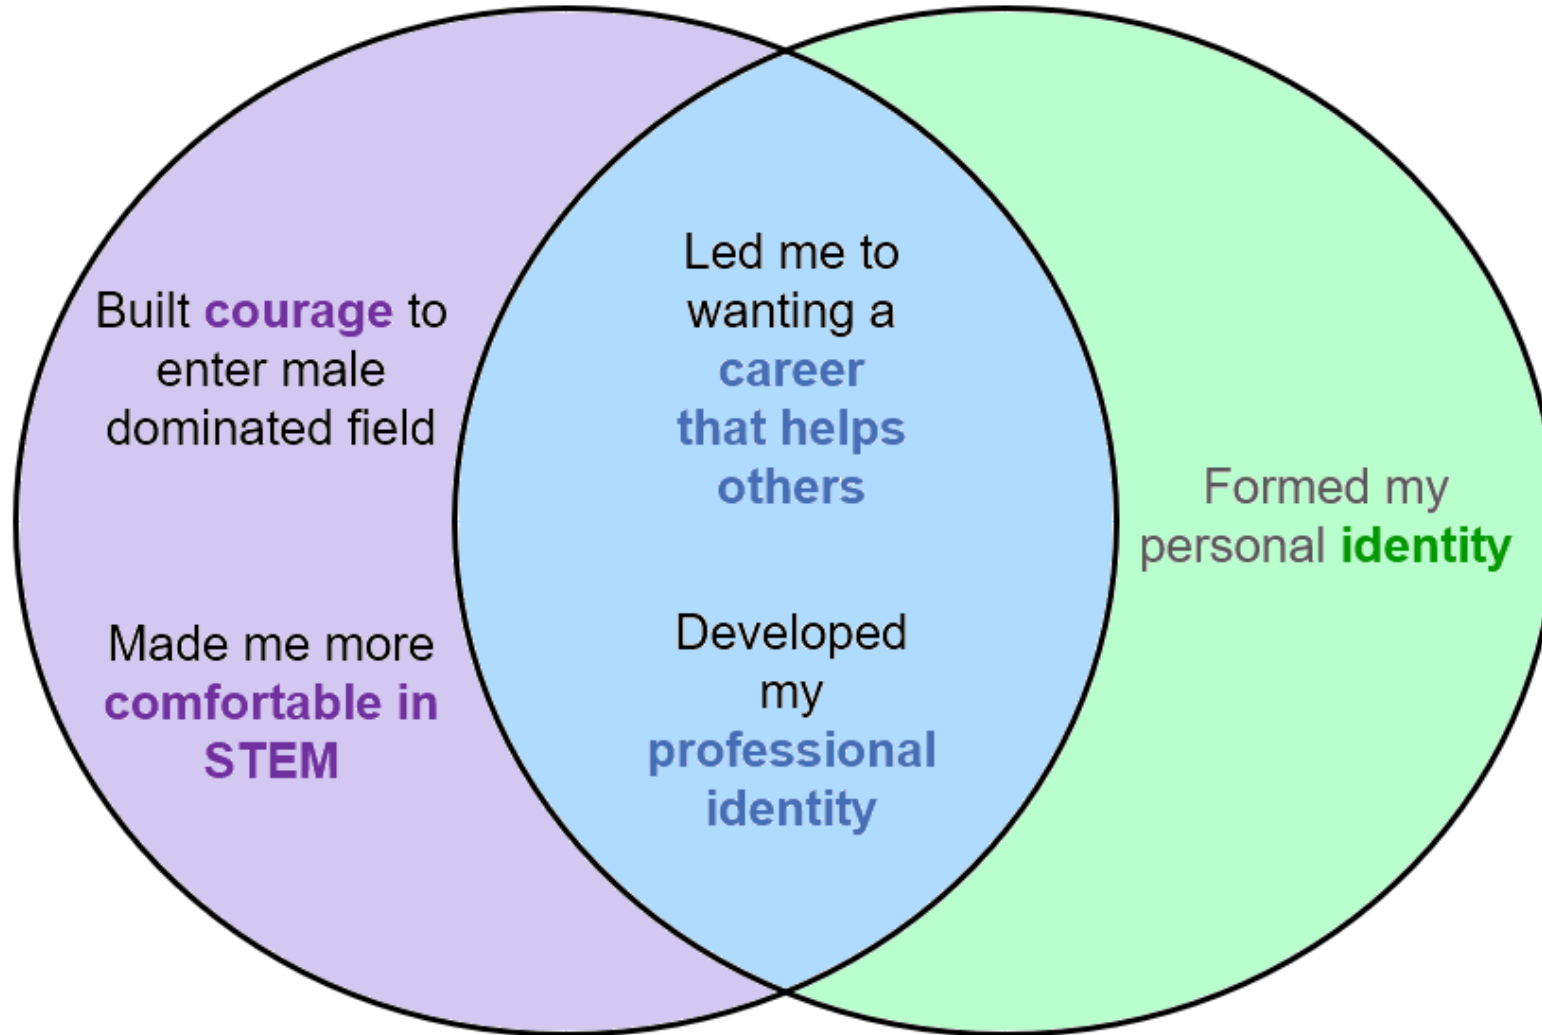 Built courage to
enter male
dominated field
Made me more
comfortable in
STEM
Led me to
wanting a
career
that helps
others
Developed
my
professional
identity
Formed my
personal identity